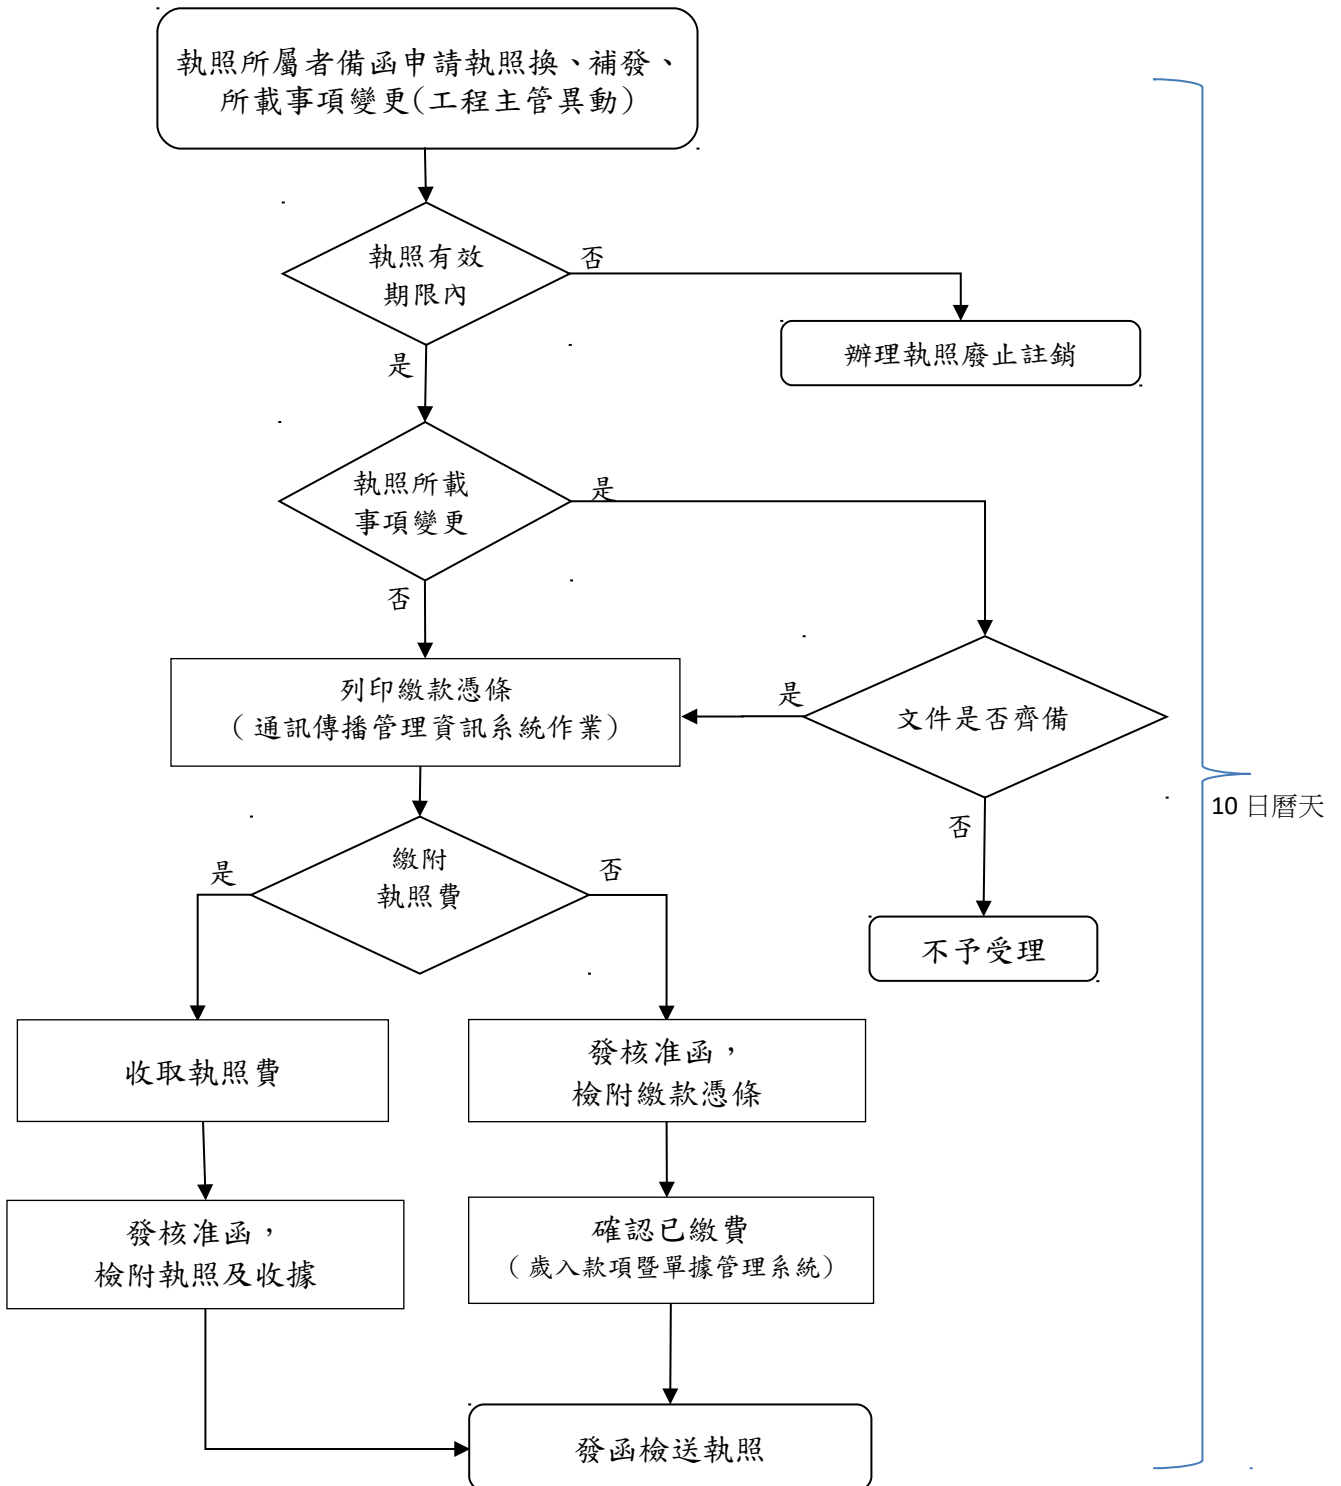 執照所屬者備函申請執照換、補發、
所載事項變更(工程主管異動)
執照有效
期限內
否
是
辦理執照廢止註銷
執照所載
事項變更
是
否
列印繳款憑條
（通訊傳播管理資訊系統作業）
是
文件是否齊備
否
不予受理
10 日曆天
繳附
執照費
是
否
收取執照費
發核准函，
檢附繳款憑條
發核准函，
檢附執照及收據
確認已繳費
（歲入款項暨單據管理系統）
發函檢送執照